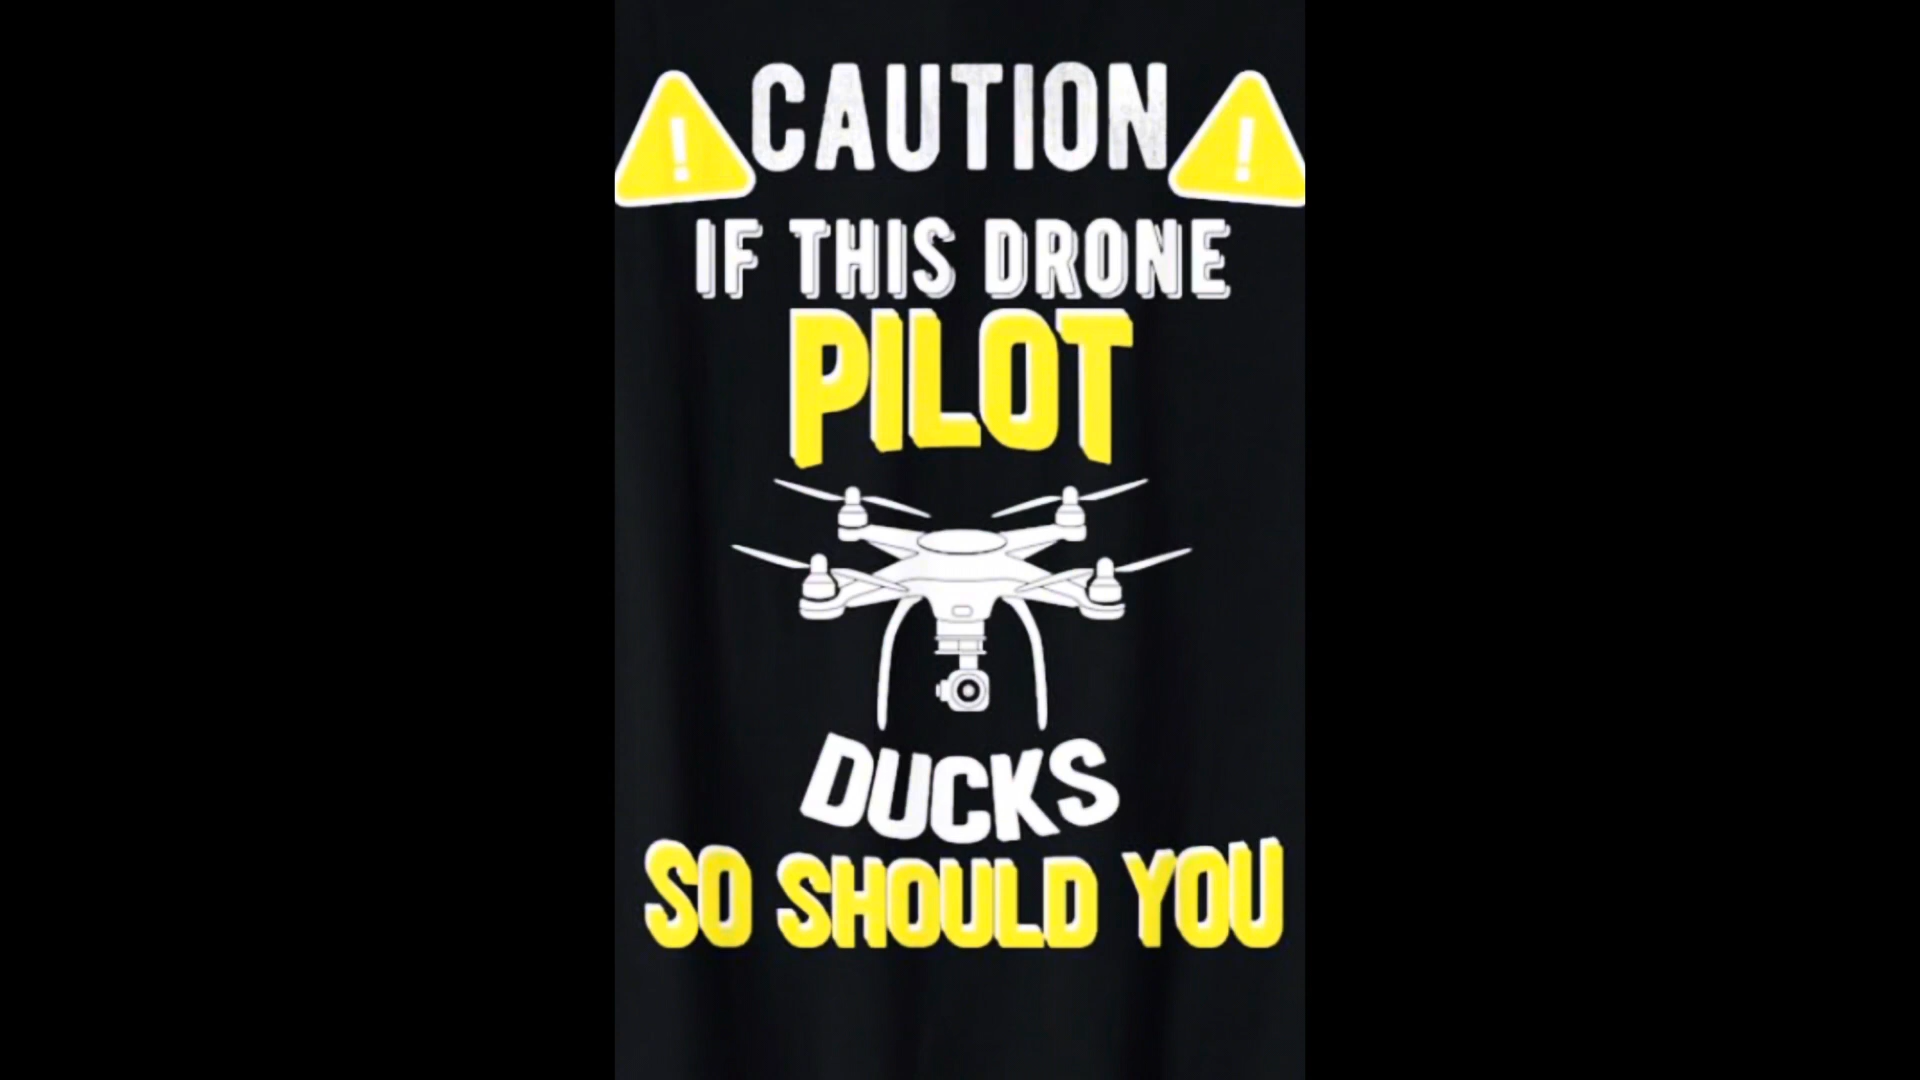 CAUTION
IF THIS DRONE
PILOT
DUCKS
SO SHOULD YOU